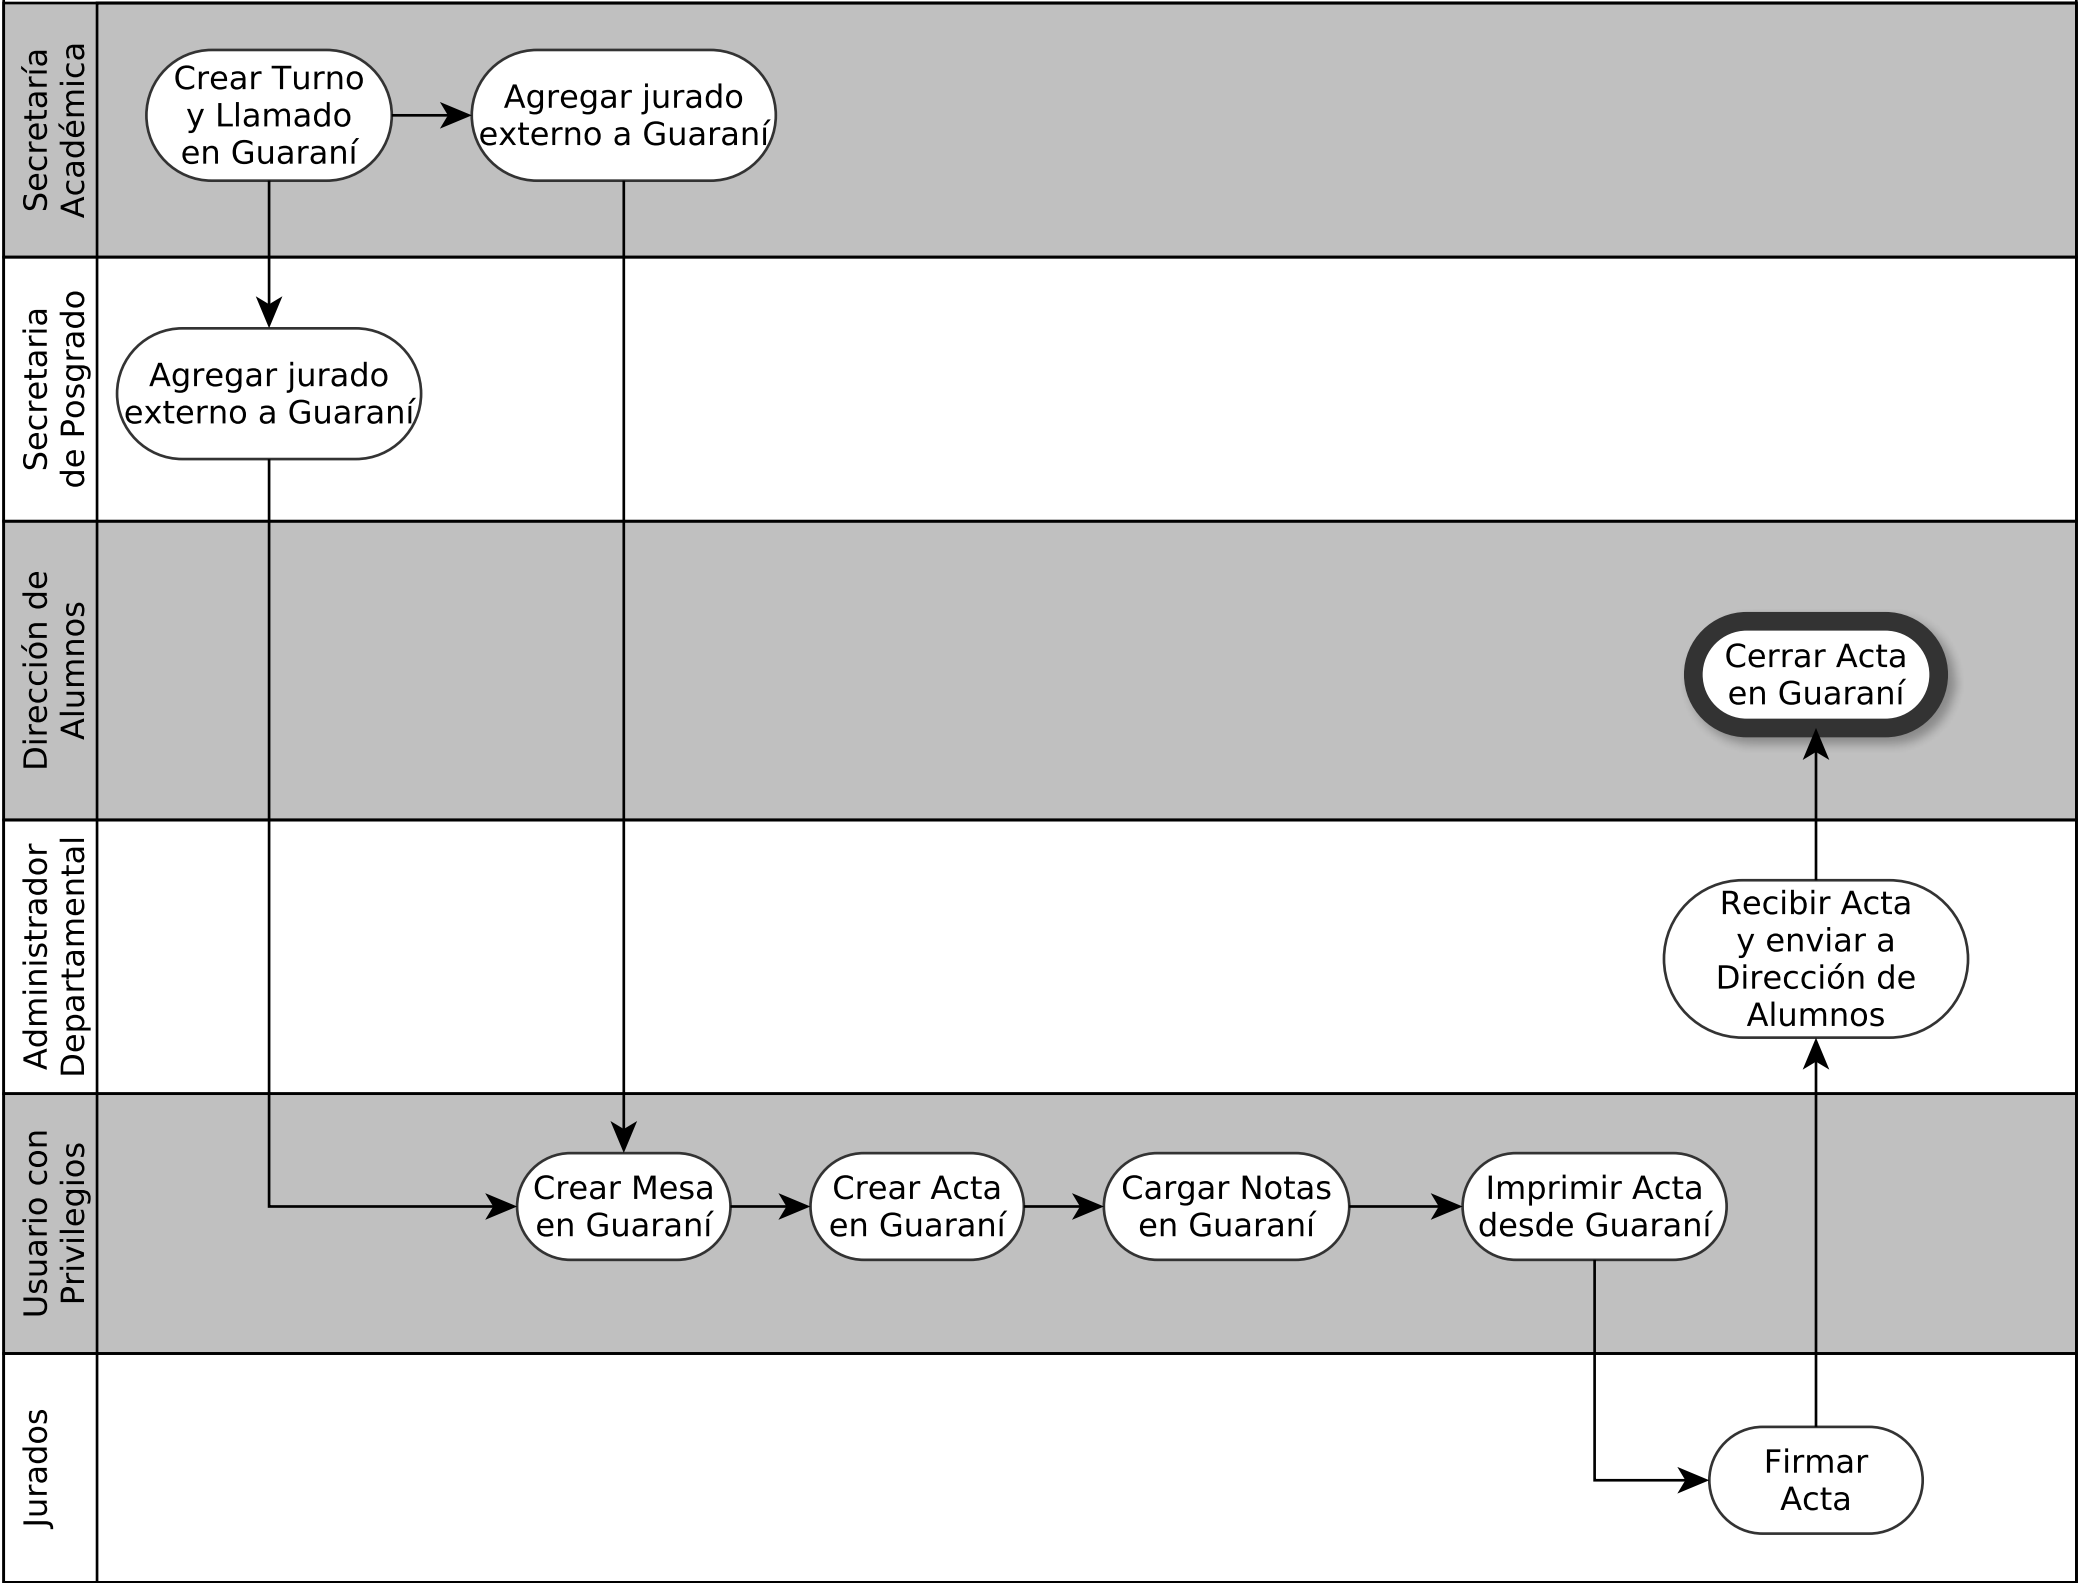 Secretaría
Académica
Crear Turno
y Llamado
en Guaraní
Agregar jurado
externo a Guaraní
Secretaria
de Posgrado
Agregar jurado
externo a Guaraní
Dirección de
Alumnos
Cerrar Acta
en Guaraní
Administrador
Departamental
Recibir Acta
y enviar a
Dirección de
Alumnos
Usuario con
Privilegios
Crear Mesa
en Guaraní
Crear Acta
en Guaraní
Cargar Notas
en Guaraní
Imprimir Acta
desde Guaraní
Jurados
Firmar
Acta